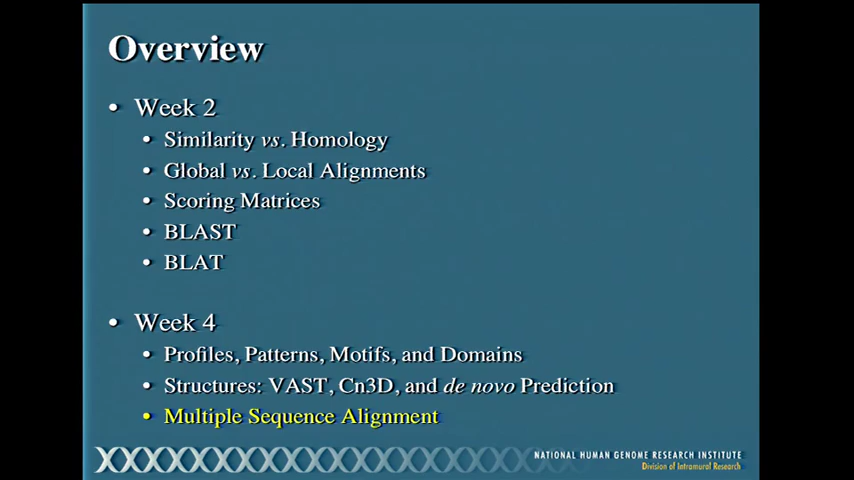 Overview
• Week 2
• Similarity vs. Homology
• Global vs. Local Alignments
• Scoring Matrices
• BLAST
• BLAT
• Week 4
• Profiles, Patterns, Motifs, and Domains
• Structures: VAST, Cn3D, and de novo Prediction
• Multiple Sequence Alignment
NATIONAL HUMAN GENOME RESEARCH INSTITUTE
Division of Intramural Research